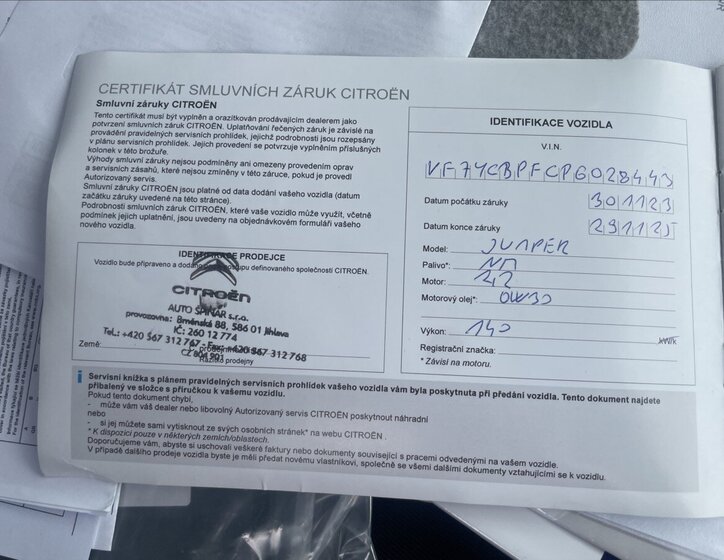 CERTIFIKÁT SMLUVNÍCH ZÁRUK CITROËN
Smluvní záruky CITROËN
Tento certifikát musí být vyplněn a orazítkován prodávajícím dealerem jako
potvrzení smluvních záruk CITROËN. Uplatňování řečených záruk je závislé na
provádění pravidelných servisních prohlídek, jejichž podrobnosti jsou rozepsány
v plánu servisních prohlídek. Jejich provedení se potvrzuje vyplněním příslušných
kolonek v této brožuře.
Výhody smluvní záruky nejsou podmíněny ani omezeny provedením oprav
a servisních zásahů, které nejsou zmíněny v této záruce, pokud je provedl
Autorizovaný servis.
Smluvní záruky CITROËN jsou platné od data dodání vašeho vozidla (datum
začátku záruky uvedené na této stránce).
Podrobnosti smluvních záruk CITROËN, které vaše vozidlo může využít, včetně
podmínek jejich uplatnění, jsou uvedeny na objednávkovém formuláři vašeho
nového vozidla.
IDENTIFIKACE PRODEJCE
Vozidlo bude připraveno a dodáno postupu definovaného společností CITROËN.
CITROËN
AUTO SPINAR s.r.o.
provozovna: Brněnská 88, 586 01 Jihlava
IČ: 260 12 774
Tel.: +420 567 312 767 - Fax: +420 567 312 768
Země:
Razítko prodejny
IDENTIFIKACE VOZIDLA
V.I.N.
VF7YCBPFCPG028443
Datum počátku záruky 301123
Datum konce záruky 291125
Model: JUMPER
Palivo*: NM
Motor: 2,2
Motorový olej*: 0W30
Výkon: 140
Registrační značka:
* Závisí na motoru.
i Servisní knížka s plánem pravidelných servisních prohlídek vašeho vozidla vám byla poskytnuta při předání vozidla. Tento dokument najdete
přibalený ve složce s příručkou k vašemu vozidlu.
Pokud tento dokument chybí,
- může vám váš dealer nebo libovolný Autorizovaný servis CITROËN poskytnout náhradní
nebo
- si jej můžete sami vytisknout ze svých osobních stránek* na webu CITROËN .
* K dispozici pouze v některých zemích/oblastech.
Doporučujeme vám, abyste si uschovali veškeré faktury nebo dokumenty související s pracemi odvedenými na vašem vozidle.
V případě dalšího prodeje vozidla byste je měli předat novému vlastníkovi, společně se všemi dalšími dokumenty vztahujícími se k vozidlu.